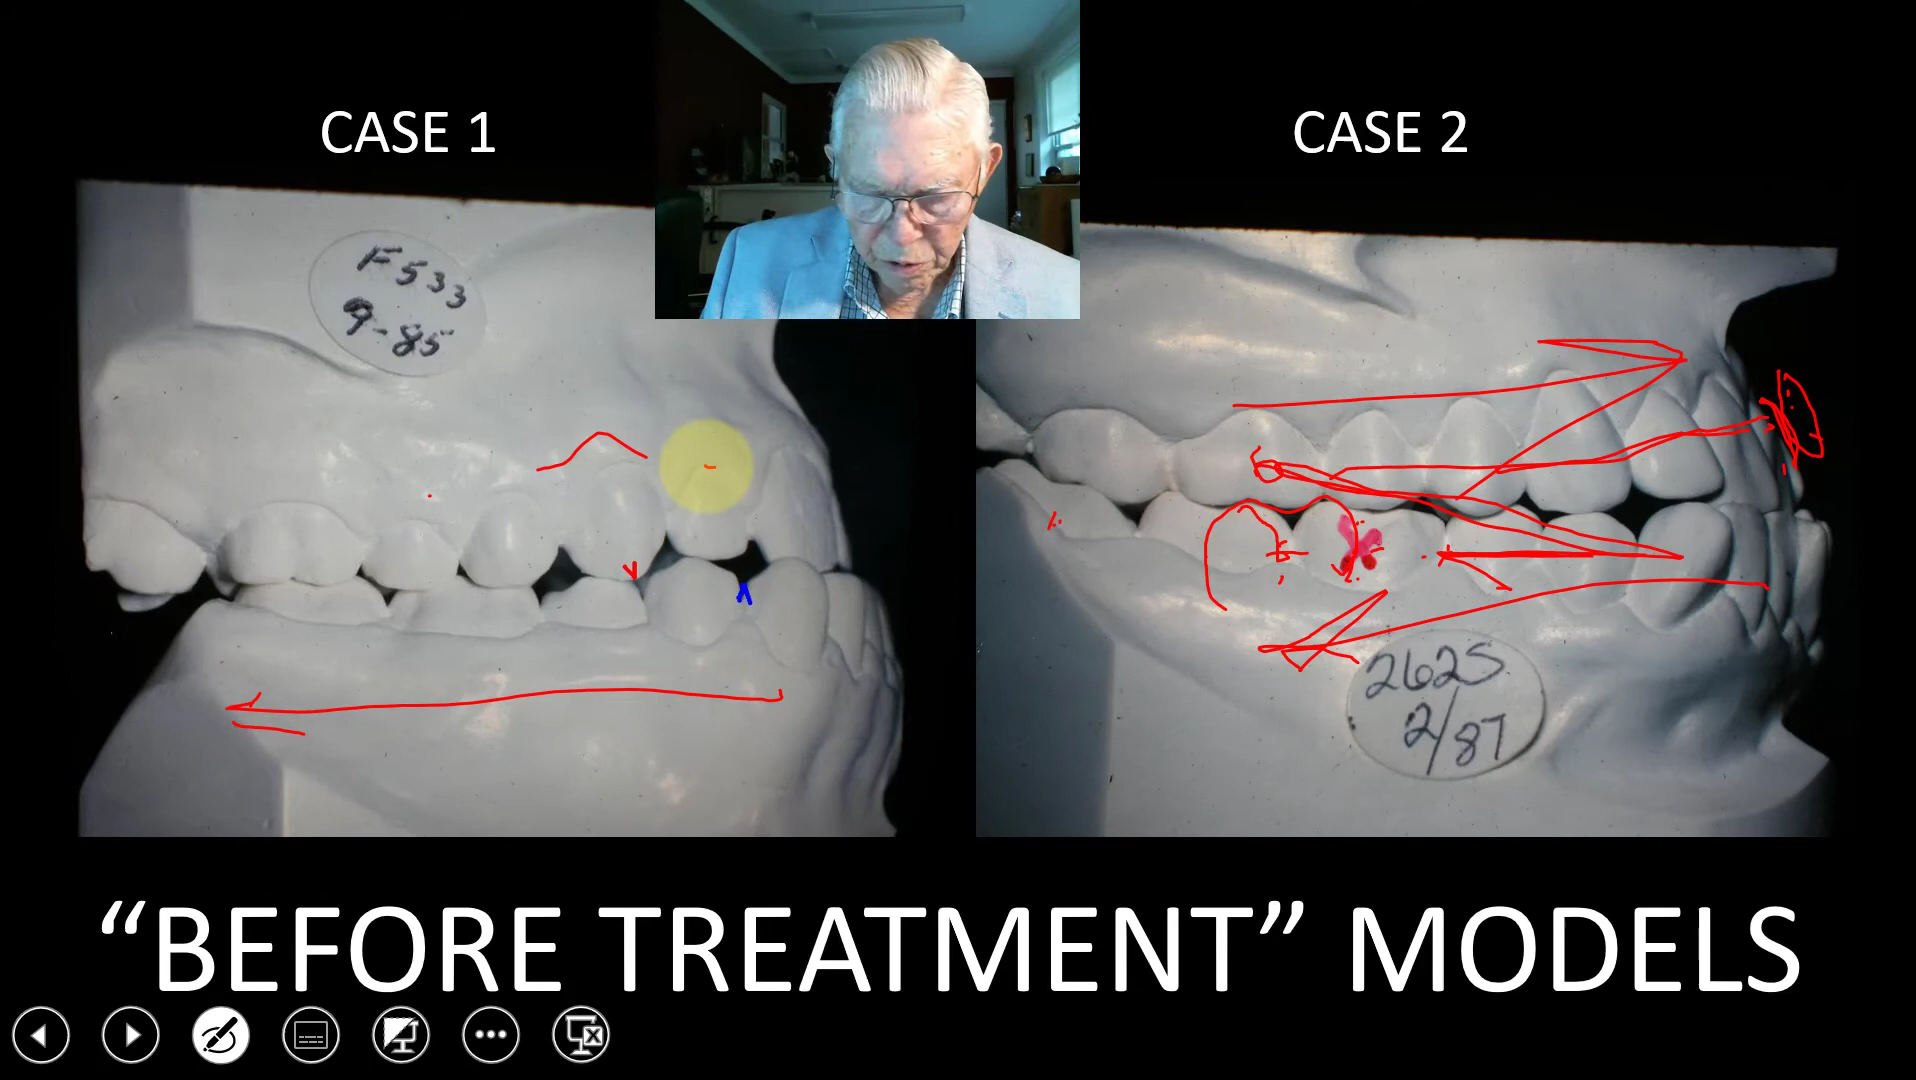 CASE 1
CASE 2
F533
9-85
2625
2/87
“BEFORE TREATMENT” MODELS